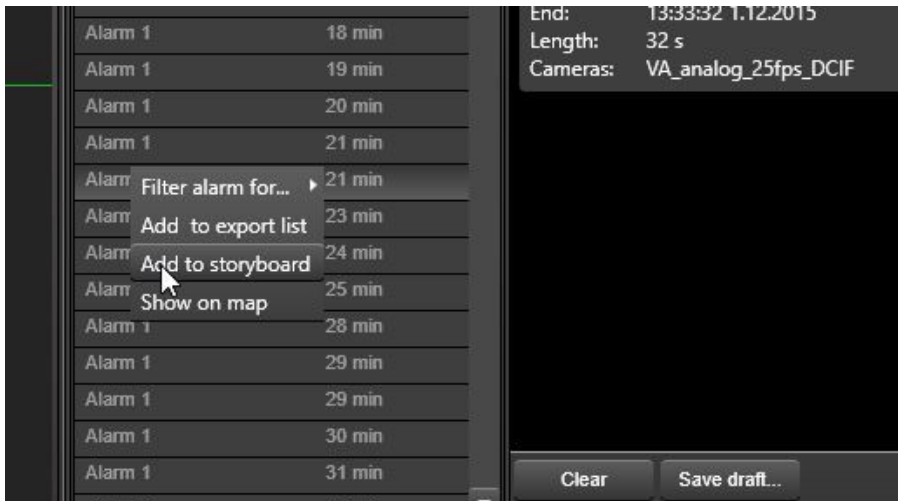 Alarm 1 18 min
Alarm 1 19 min
Alarm 1 20 min
Alarm 1 21 min
Alarm 21 min
Alarm 23 min
Alarm 24 min
Alarm 25 min
Alarm 1 28 min
Alarm 1 29 min
Alarm 1 29 min
Alarm 1 30 min
Alarm 1 31 min
Filter alarm for...
Add to export list
Add to storyboard
Show on map
End: 13:33:32 1.12.2015
Length: 32 s
Cameras: VA_analog_25fps_DCIF
Clear Save draft...